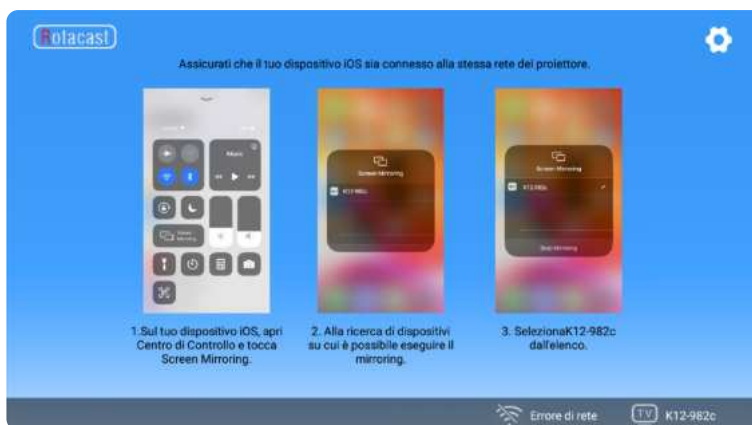 Rotacast
Assicurati che il tuo dispositivo iOS sia connesso alla stessa rete del proiettore.
Music
Screen
Mirroring
Screen Mirroring
K12-982c
Screen Mirroring
K12-982c
Stop Mirroring
1.Sul tuo dispositivo iOS, apri
Centro di Controllo e tocca
Screen Mirroring.
2. Alla ricerca di dispositivi
su cui è possibile eseguire il
mirroring.
3. SelezionaK12-982c
dall'elenco.
Errore di rete
TV
K12-982c